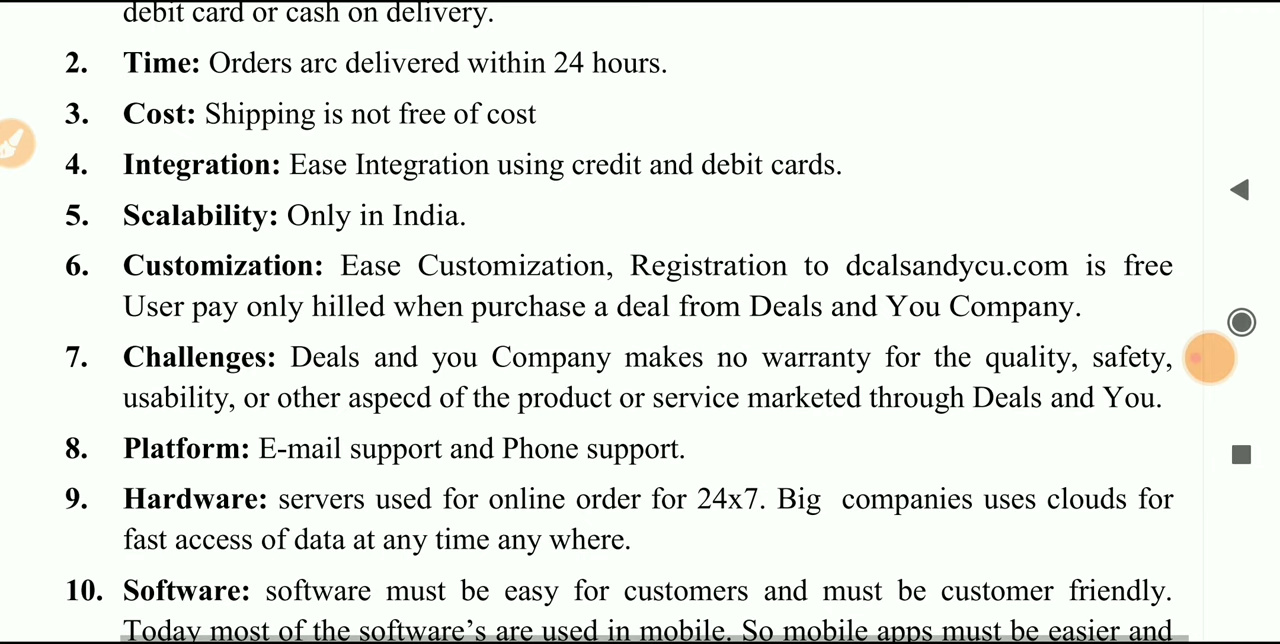 debit card or cash on delivery.
2. Time: Orders arc delivered within 24 hours.
3. Cost: Shipping is not free of cost
4. Integration: Ease Integration using credit and debit cards.
5. Scalability: Only in India.
6. Customization: Ease Customization, Registration to dcalsandycu.com is free
User pay only hilled when purchase a deal from Deals and You Company.
7. Challenges: Deals and you Company makes no warranty for the quality, safety,
usability, or other aspecd of the product or service marketed through Deals and You.
8. Platform: E-mail support and Phone support.
9. Hardware: servers used for online order for 24x7. Big companies uses clouds for
fast access of data at any time any where.
10. Software: software must be easy for customers and must be customer friendly.
Today most of the software’s are used in mobile. So mobile apps must be easier and